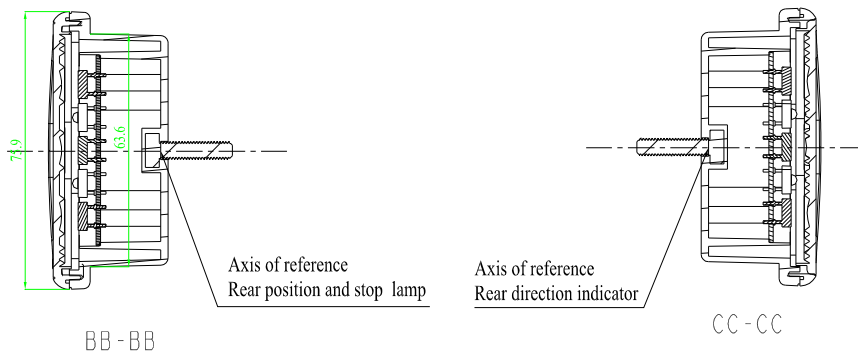 73.9
63.6
Axis of reference
Rear position and stop lamp
BB-BB
Axis of reference
Rear direction indicator
CC-CC